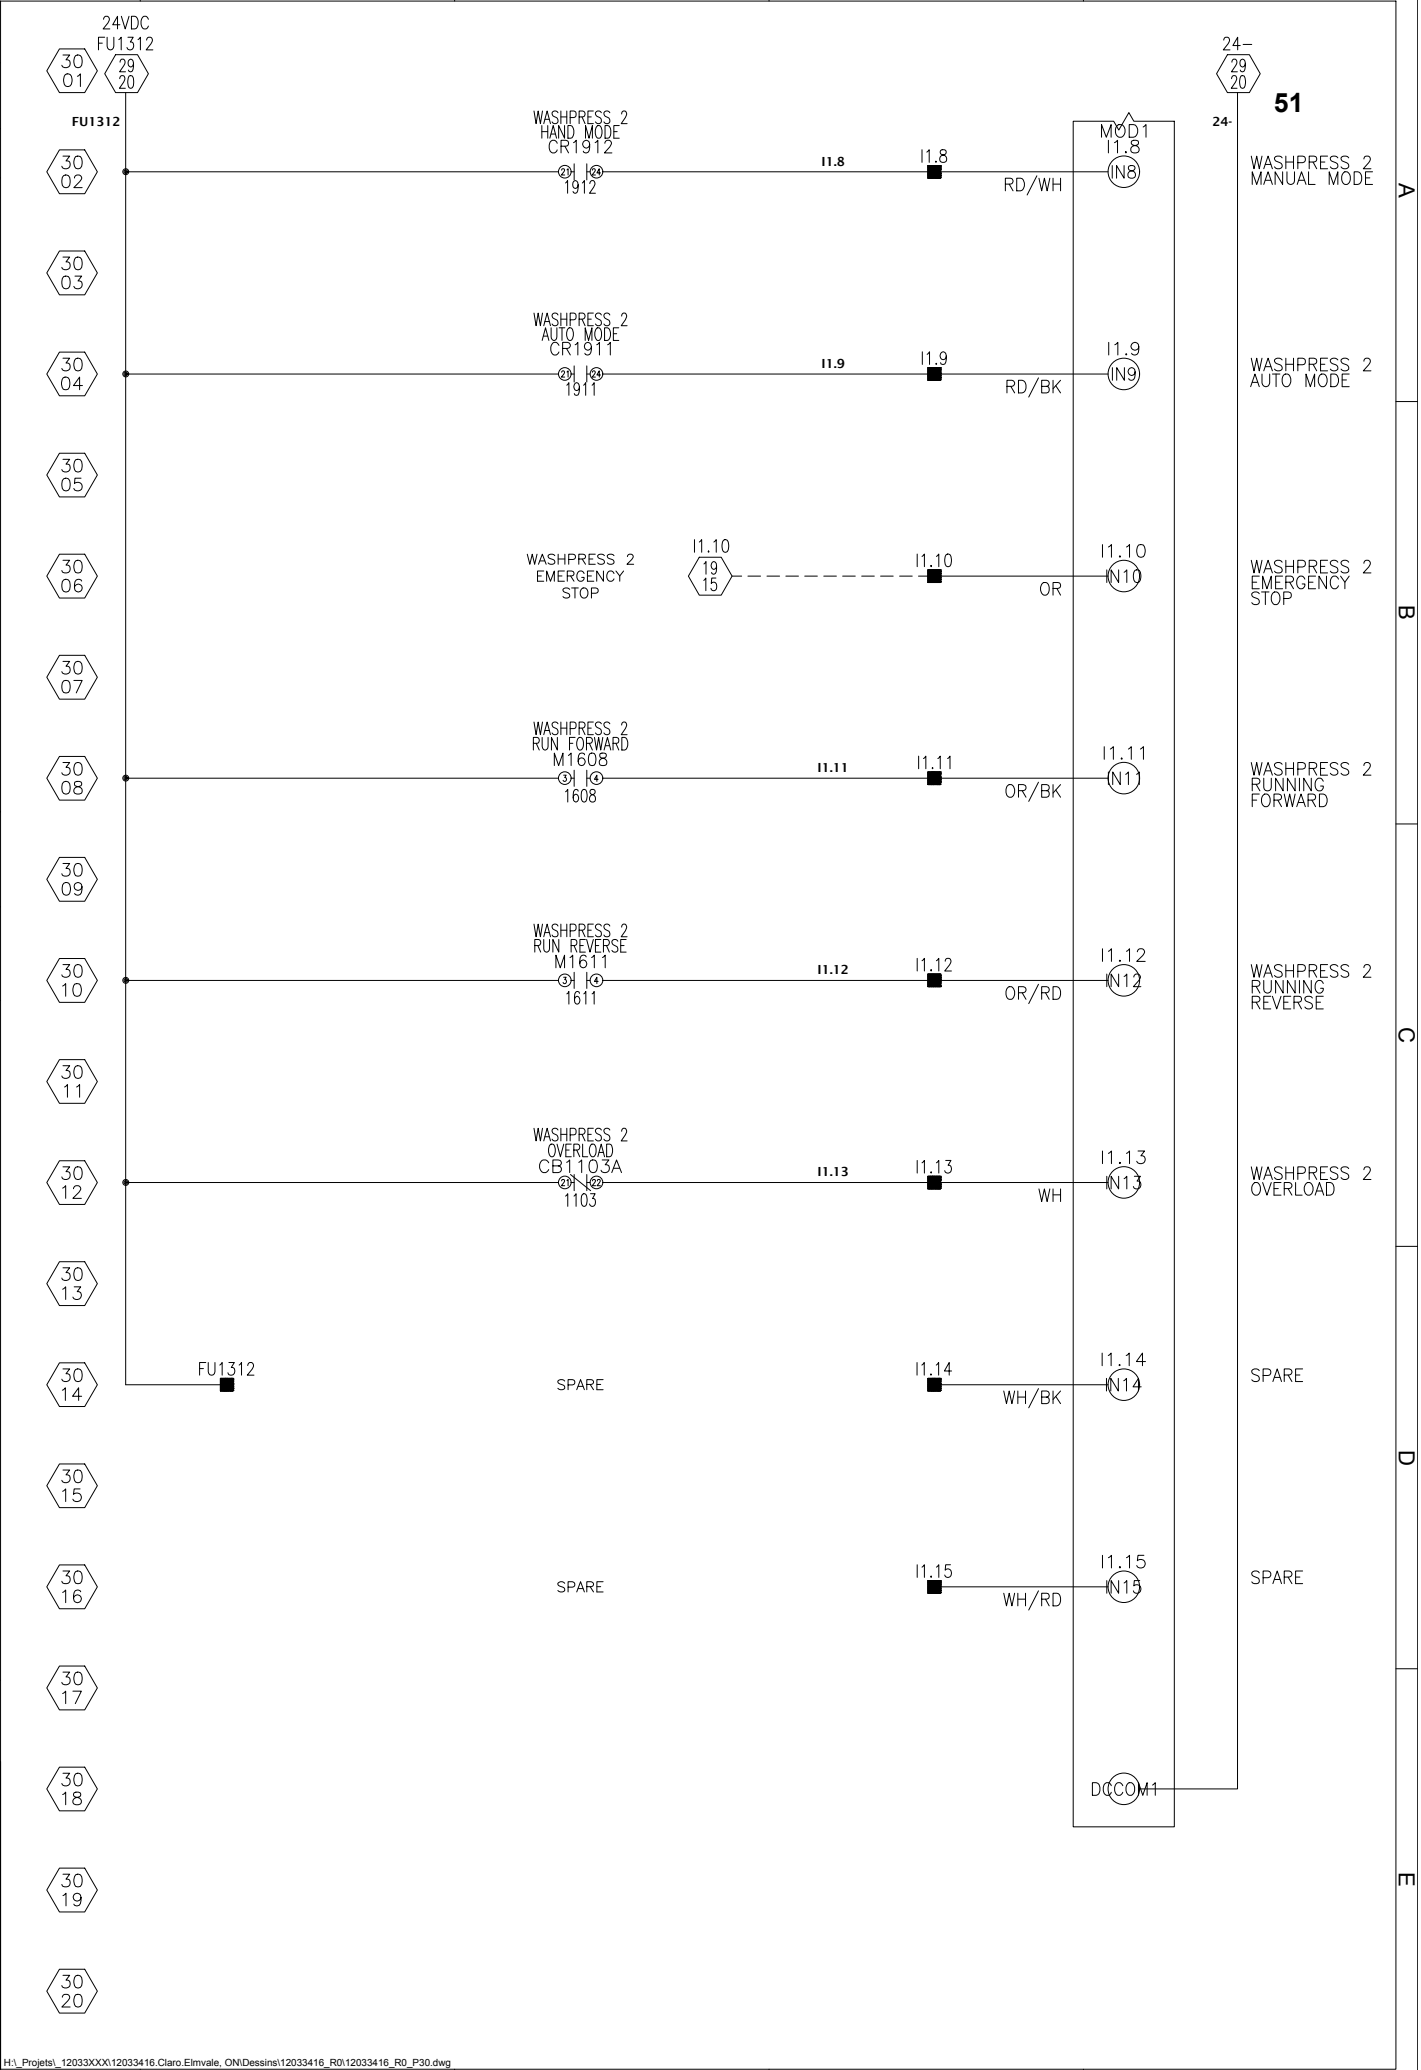 24VDC
FU1312
30
01
29
20
24-
29
20
51
FU1312
24-
WASHPRESS 2
HAND MODE
CR1912
MOD1
I1.8
30
02
21
24
1912
I1.8
I1.8
RD/WH
IN8
WASHPRESS 2
MANUAL MODE
A
30
03
WASHPRESS 2
AUTO MODE
CR1911
30
04
21
24
1911
I1.9
I1.9
RD/BK
I1.9
IN9
WASHPRESS 2
AUTO MODE
30
05
30
06
WASHPRESS 2
EMERGENCY
STOP
I1.10
19
15
I1.10
OR
I1.10
IN10
WASHPRESS 2
EMERGENCY
STOP
B
30
07
WASHPRESS 2
RUN FORWARD
M1608
30
08
3
4
1608
I1.11
I1.11
OR/BK
I1.11
IN11
WASHPRESS 2
RUNNING
FORWARD
30
09
WASHPRESS 2
RUN REVERSE
M1611
30
10
3
4
1611
I1.12
I1.12
OR/RD
I1.12
IN12
WASHPRESS 2
RUNNING
REVERSE
C
30
11
WASHPRESS 2
OVERLOAD
CB1103A
30
12
21
22
1103
I1.13
I1.13
WH
I1.13
IN13
WASHPRESS 2
OVERLOAD
30
13
30
14
FU1312
SPARE
I1.14
WH/BK
I1.14
IN14
SPARE
D
30
15
30
16
SPARE
I1.15
WH/RD
I1.15
IN15
SPARE
30
17
30
18
DCCOM1
30
19
E
30
20
H:\_Projets\_12033XXX\12033416.Claro.Elmvale, ON\Dessins\12033416_R0\12033416_R0_P30.dwg